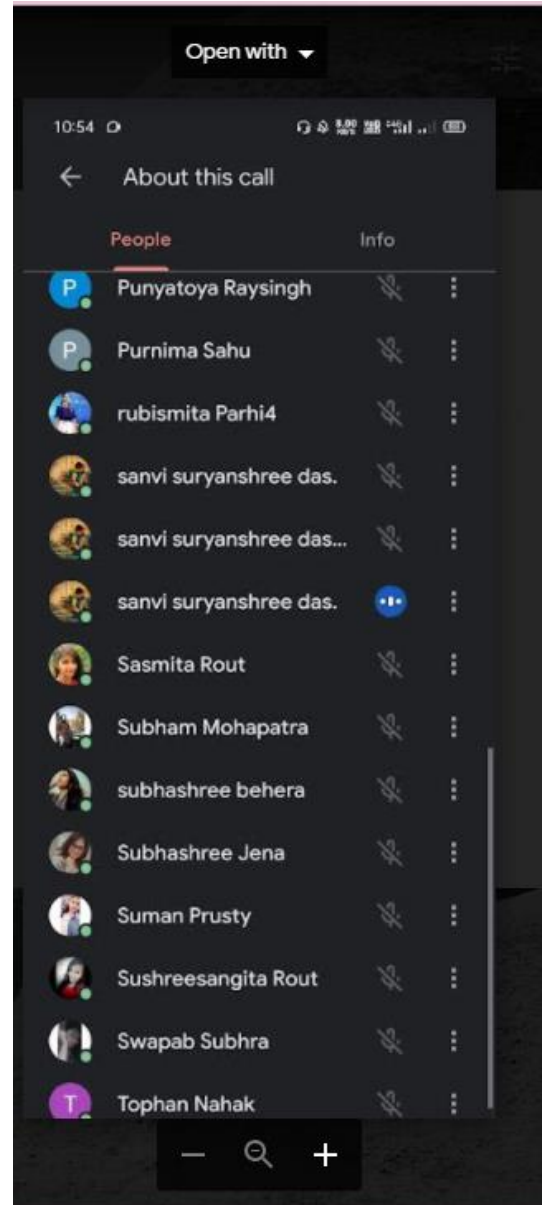 Open with
10:54
About this call
People Info
P Punyatoya Raysingh
P Purnima Sahu
rubismita Parhi4
sanvi suryanshree das.
sanvi suryanshree das...
sanvi suryanshree das.
Sasmita Rout
Subham Mohapatra
subhashree behera
Subhashree Jena
Suman Prusty
Sushreesangita Rout
Swapab Subhra
T Tophan Nahak